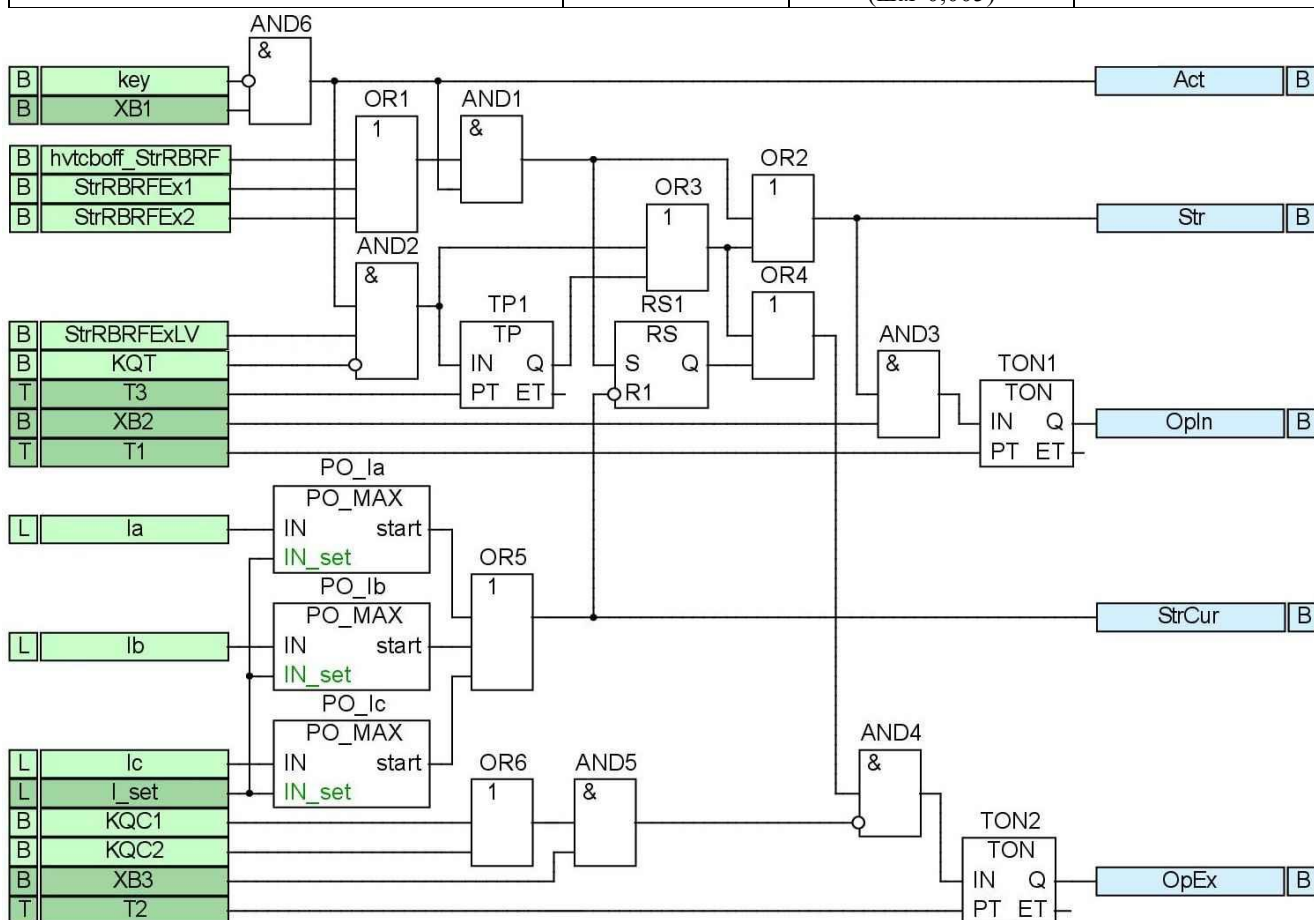 (шаг 0,005)
AND6
&
B key Act B
B XB1
OR1 AND1
1 &
B hvtcboff_StrRBRF OR2
B StrRBRFEx1 OR3 1
B StrRBRFEx2 1 Str B
AND2
& OR4
TP1 RS1 1
B StrRBRFExLV TP RS AND3
B KQT IN Q S Q & TON1
T T3 PT ET R1 TON
B XB2 IN Q OpIn B
T T1 PT ET
PO_Ia
PO_MAX
L Ia IN start
IN_set OR5
PO_Ib 1
PO_MAX StrCur B
L Ib IN start
IN_set
PO_Ic
PO_MAX AND4
L Ic IN start OR6 AND5 &
L I_set IN_set 1 &
B KQC1 TON2
B KQC2 TON
B XB3 IN Q OpEx B
T T2 PT ET